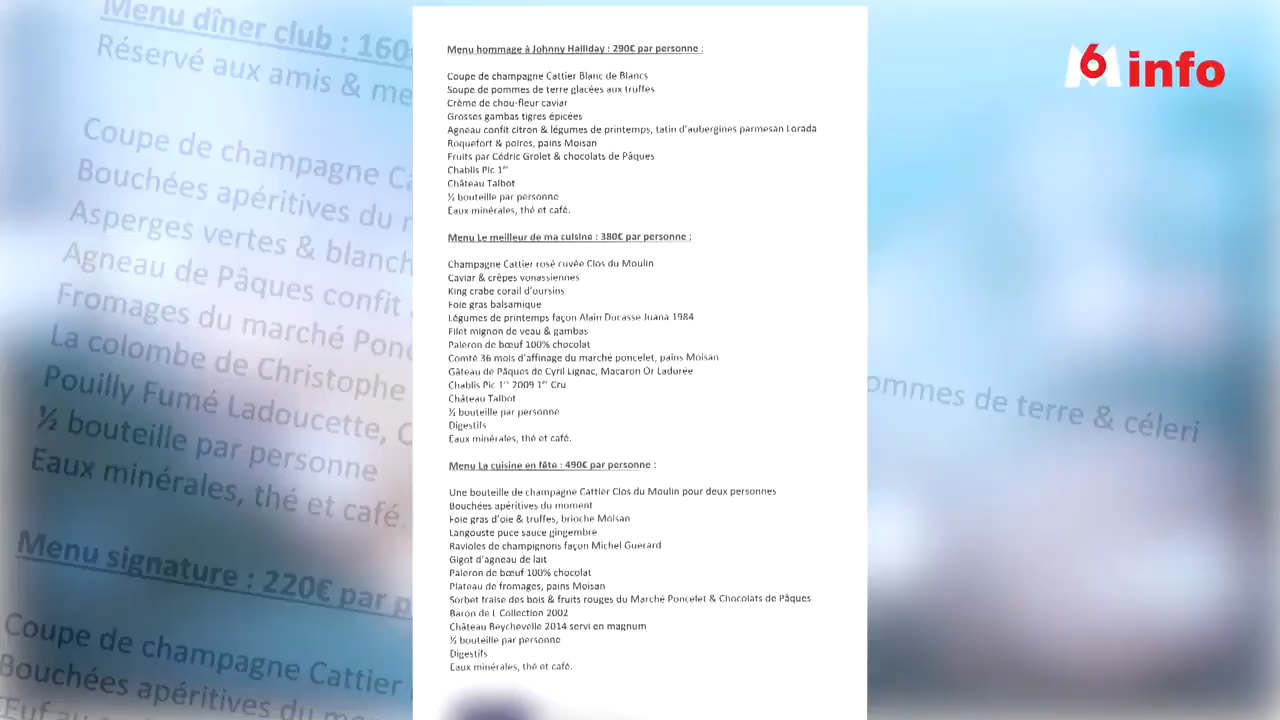 Menu dîner club : 160
Réservé aux amis & me
Coupe de champagne Ca
Bouchées apéritives du
Asperges vertes & blanch
Agneau de Pâques confit
Fromages du marché Ponc
La colombe de Christophe
Pouilly Fumé Ladoucette,
½ bouteille par personne
Eaux minérales, thé et café.
Menu signature : 220€ par p
Coupe de champagne Cattier
Bouchées apéritives du mo
Œuf au
Menu hommage à Johnny Halliday : 290€ par personne :
Coupe de champagne Cattier Blanc de Blancs
Soupe de pommes de terre glacées aux truffes
Crème de chou-fleur caviar
Grosses gambas tigres épicées
Agneau confit citron & légumes de printemps, tatin d'aubergines parmesan Lorada
Roquefort & poires, pains Moisan
Fruits par Cédric Grolet & chocolats de Pâques
Chablis Pic 1er
Château Talbot
½ bouteille par personne
Eaux minérales, thé et café.
Menu Le meilleur de ma cuisine : 380€ par personne :
Champagne Cattier rosé cuvée Clos du Moulin
Caviar & crêpes vonassiennes
King crabe corail d'oursins
Foie gras balsamique
Légumes de printemps façon Alain Ducasse Juana 1984
Filet mignon de veau & gambas
Paleron de bœuf 100% chocolat
Comté 36 mois d'affinage du marché poncelet, pains Moisan
Gâteau de Pâques de Cyril Lignac, Macaron Or Ladurée
Chablis Pic 1er 2009 1er Cru
Château Talbot
½ bouteille par personne
Digestifs
Eaux minérales, thé et café.
Menu La cuisine en fête : 490€ par personne :
Une bouteille de champagne Cattier Clos du Moulin pour deux personnes
Bouchées apéritives du moment
Foie gras d'oie & truffes, brioche Moisan
Langouste puce sauce gingembre
Ravioles de champignons façon Michel Guerard
Gigot d'agneau de lait
Paleron de bœuf 100% chocolat
Plateau de fromages, pains Moisan
Sorbet fraise des bois & fruits rouges du Marché Poncelet & Chocolats de Pâques
Baron de L Collection 2002
Château Beychevelle 2014 servi en magnum
½ bouteille par personne
Digestifs
Eaux minérales, thé et café.
M6 info
ommes de terre & céleri